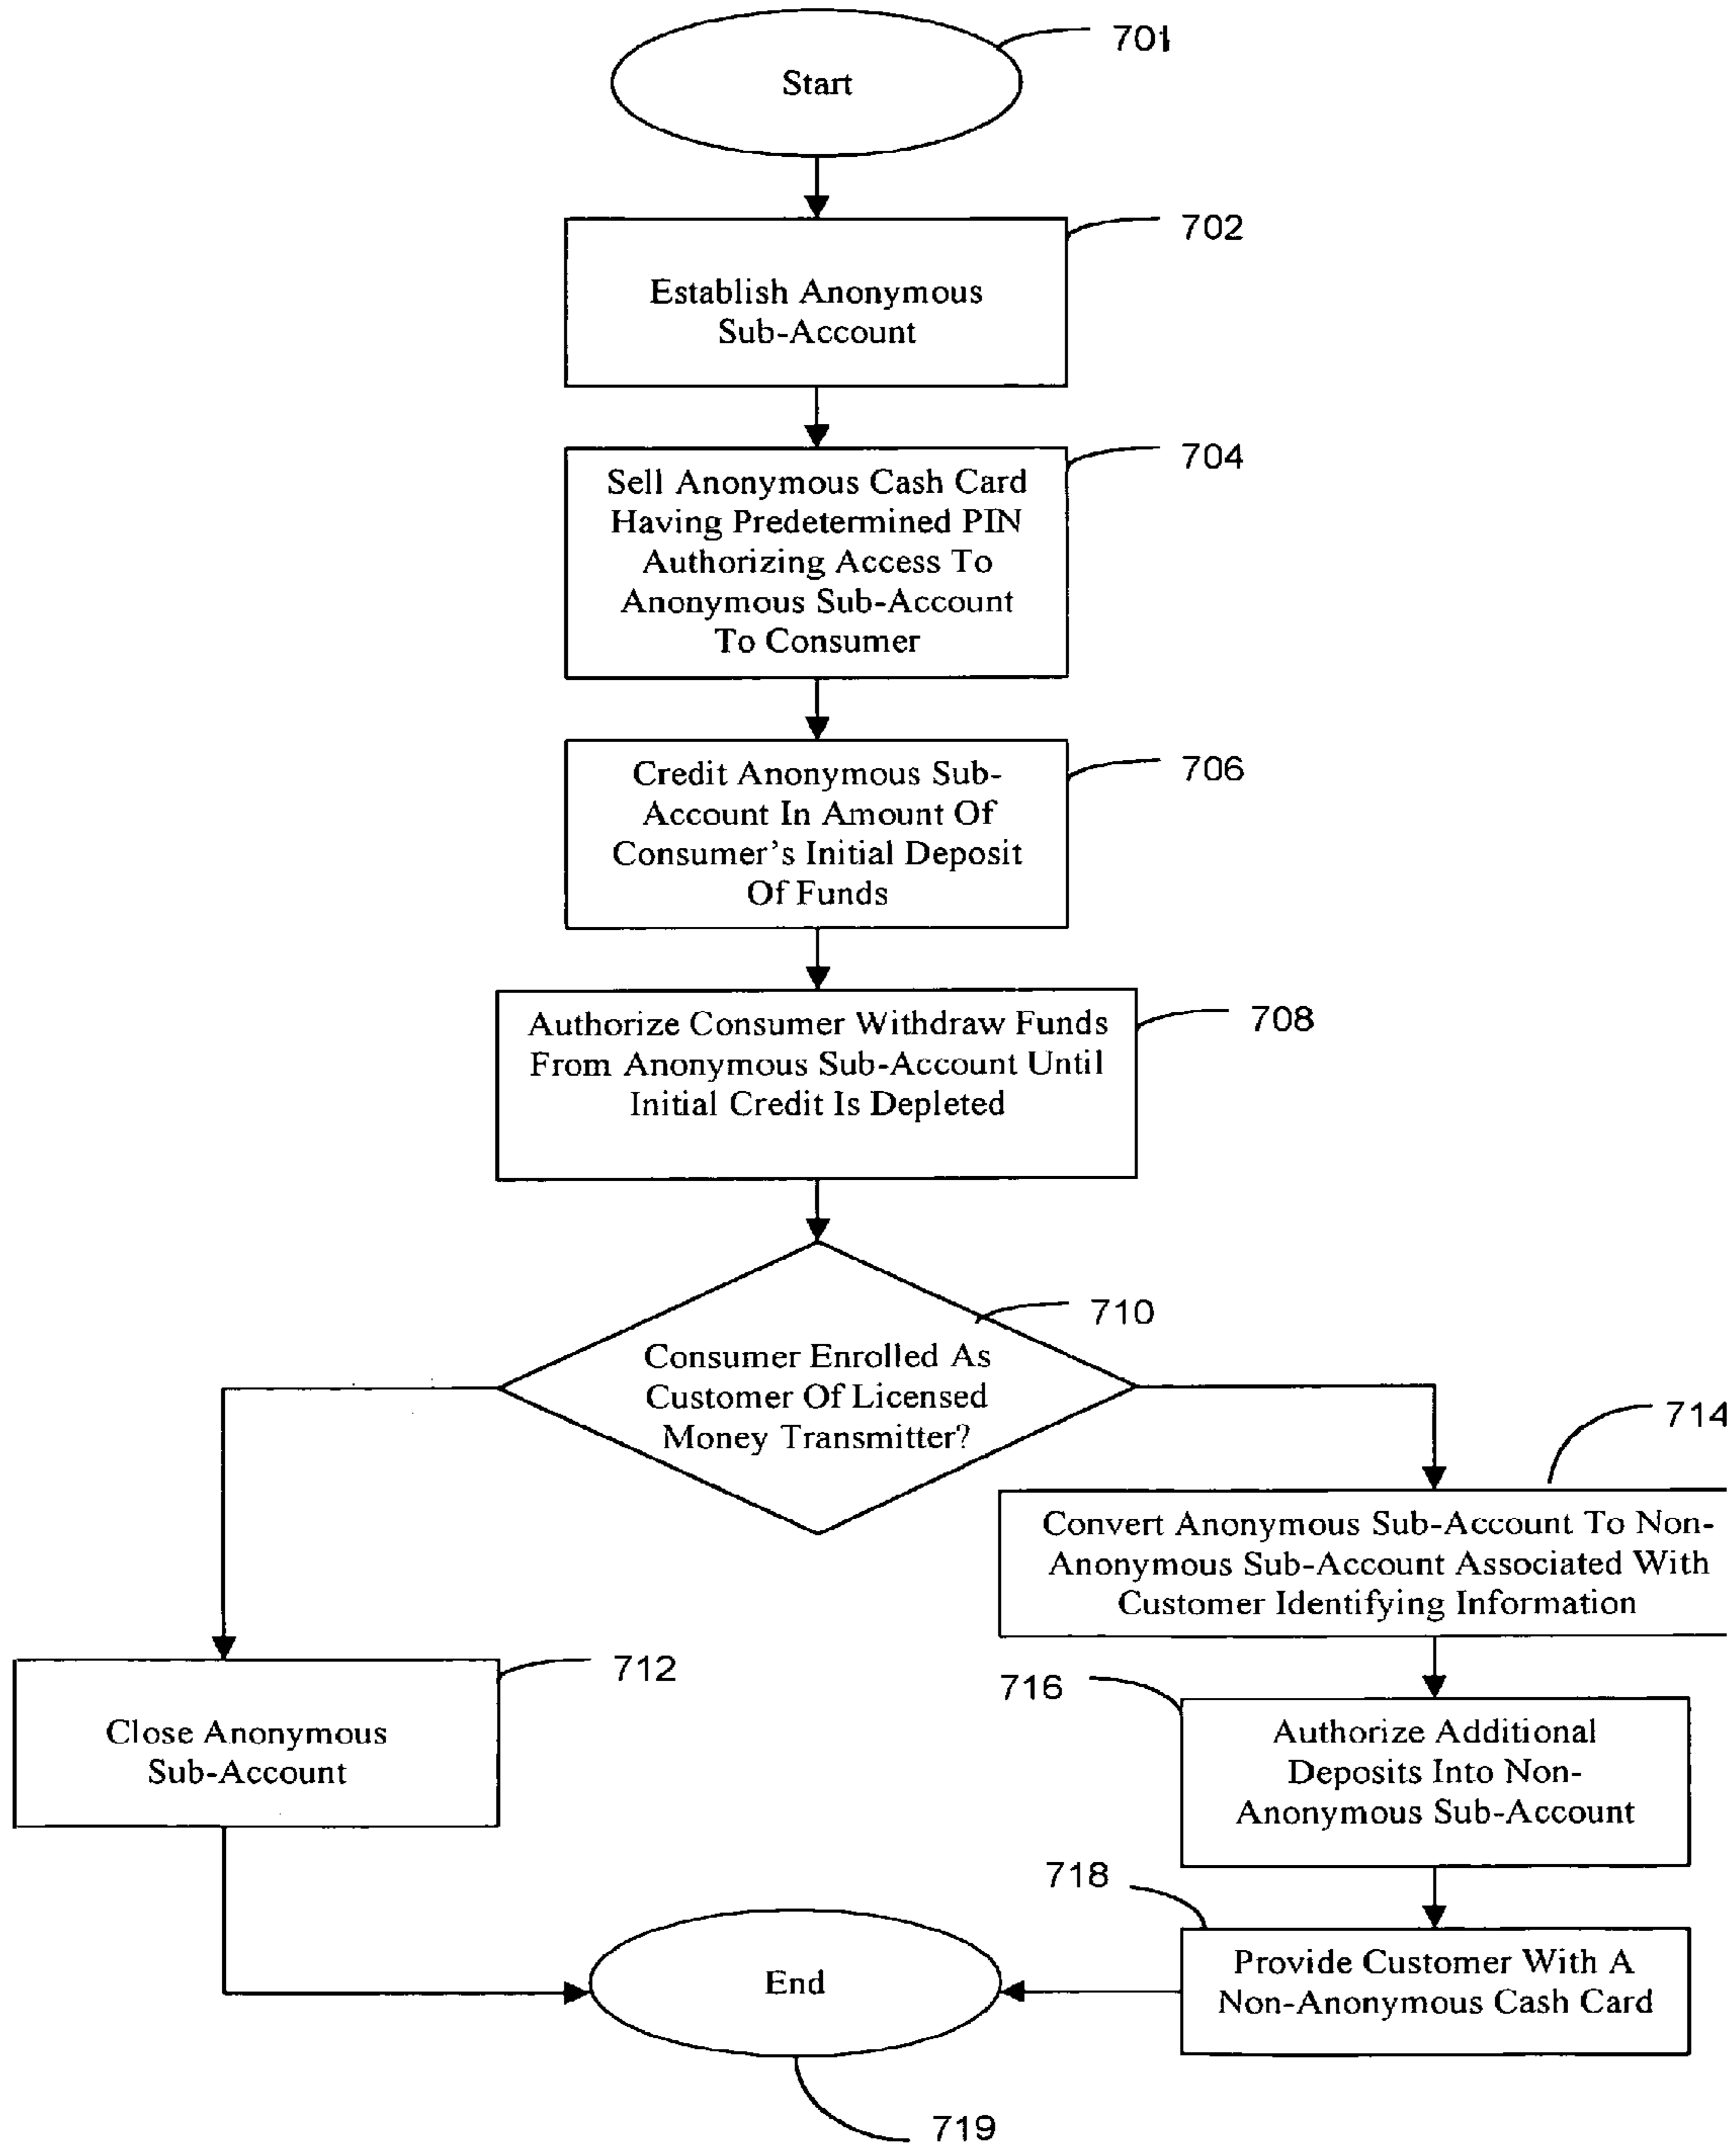 701
Start
702
Establish Anonymous
Sub-Account
704
Sell Anonymous Cash Card
Having Predetermined PIN
Authorizing Access To
Anonymous Sub-Account
To Consumer
706
Credit Anonymous Sub-
Account In Amount Of
Consumer's Initial Deposit
Of Funds
708
Authorize Consumer Withdraw Funds
From Anonymous Sub-Account Until
Initial Credit Is Depleted
710
Consumer Enrolled As
Customer Of Licensed
Money Transmitter?
714
Convert Anonymous Sub-Account To Non-
Anonymous Sub-Account Associated With
Customer Identifying Information
712
Close Anonymous
Sub-Account
716
Authorize Additional
Deposits Into Non-
Anonymous Sub-Account
718
Provide Customer With A
Non-Anonymous Cash Card
End
719